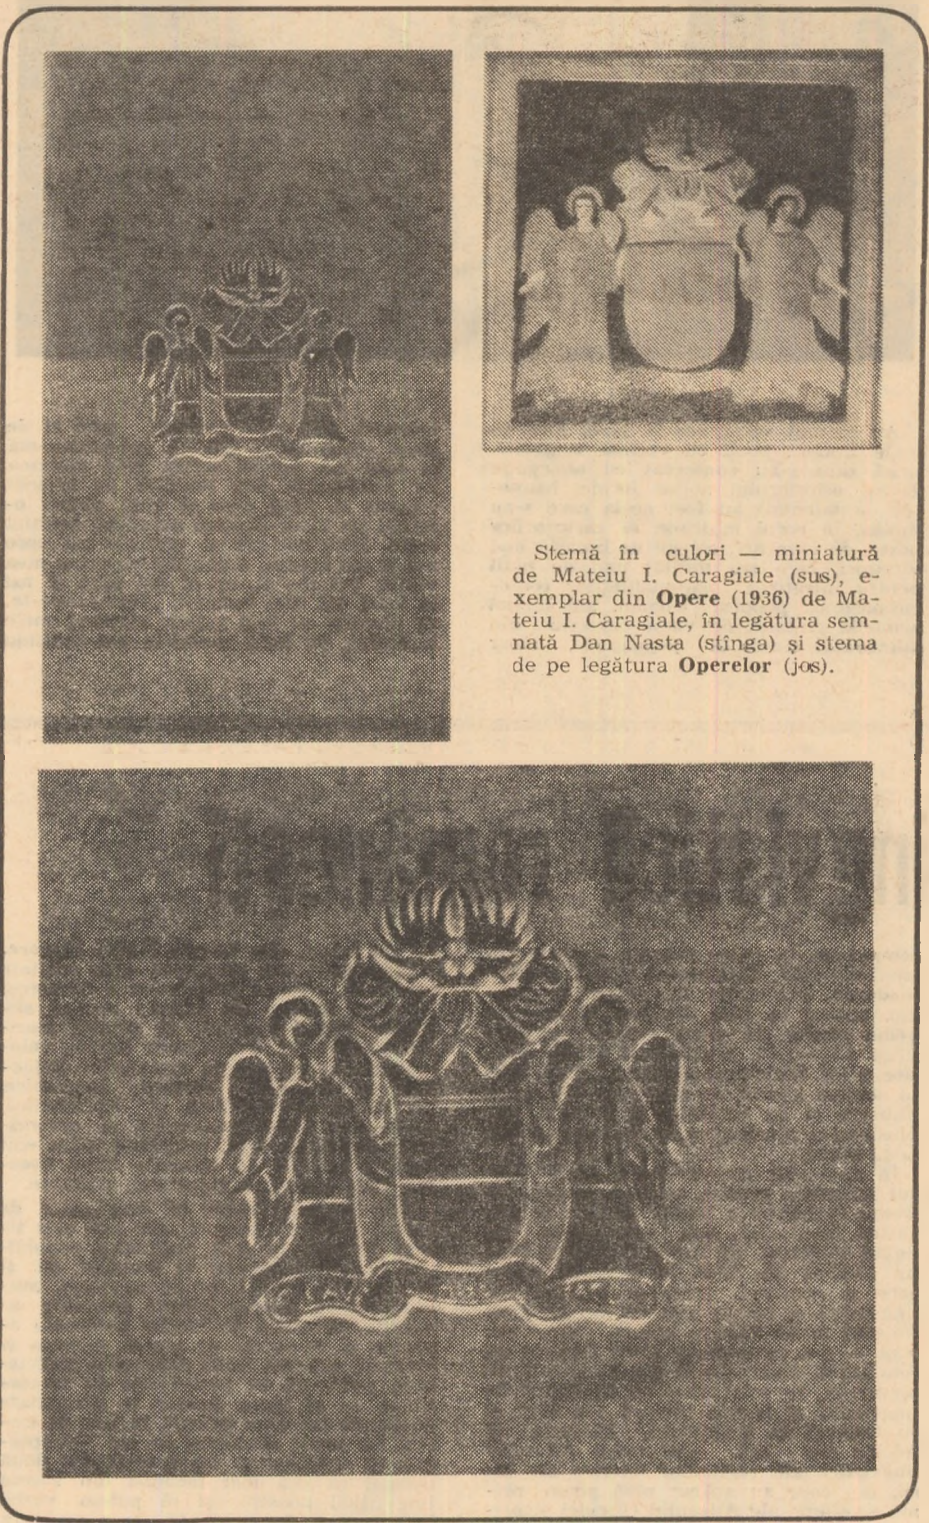 Stemă în culori — miniatură
de Mateiu I. Caragiale (sus), e-
xemplar din Opere (1936) de Ma-
teiu I. Caragiale, în legătura sem-
nată Dan Nasta (stînga) și stema
de pe legătura Operelor (jos).